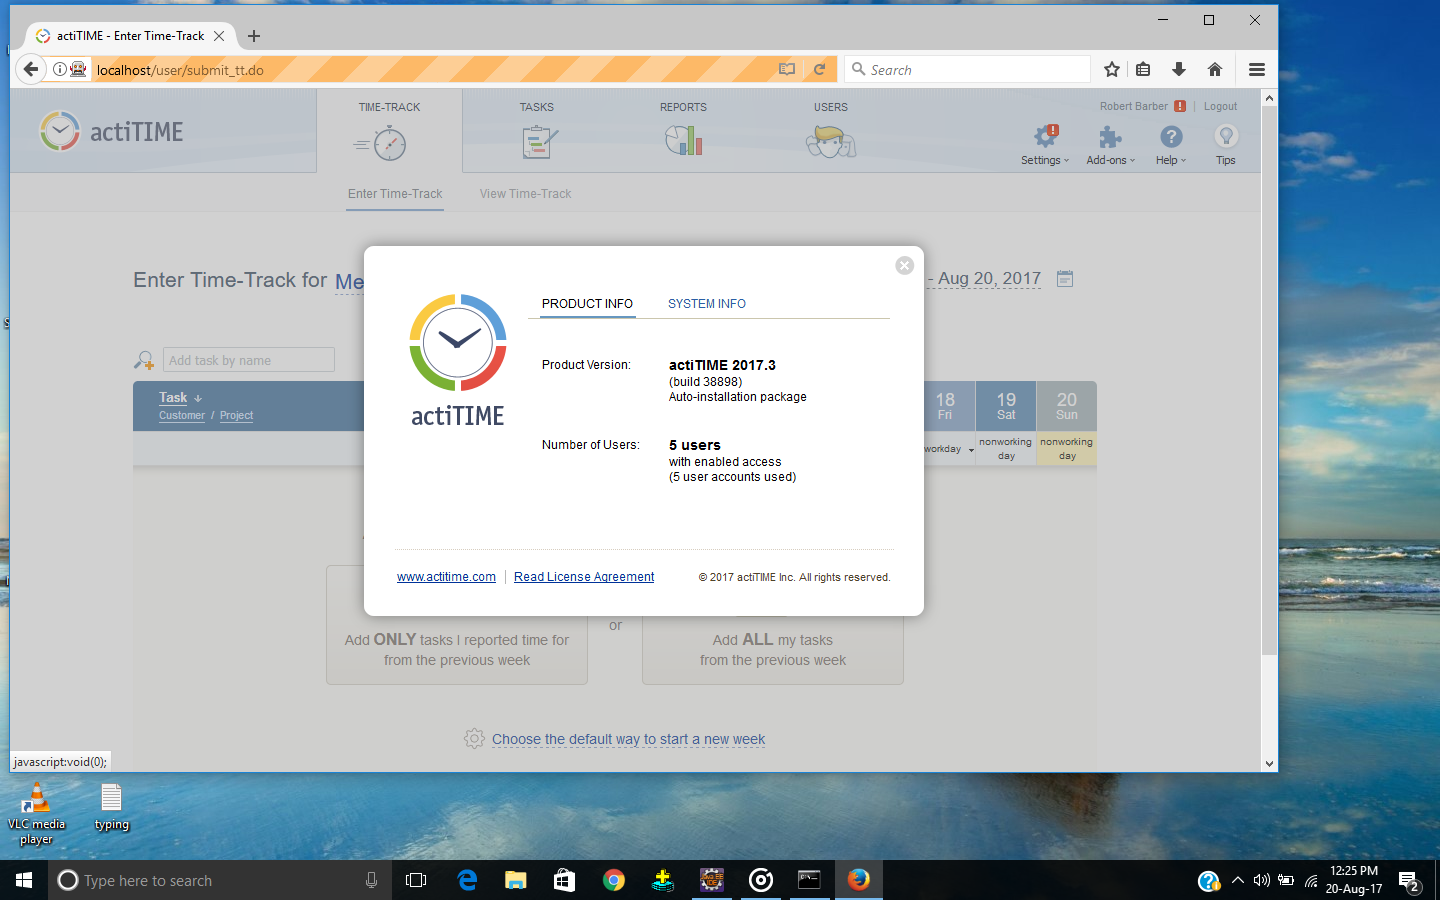 actiTIME - Enter Time-Track
localhost/user/submit_tt.do
Search
actiTIME
TIME-TRACK
TASKS
REPORTS
USERS
Robert Barber ! | Logout
Settings
Add-ons
Help
Tips
Enter Time-Track
View Time-Track
Enter Time-Track for Me
- Aug 20, 2017
Add task by name
Task
Customer / Project
18
Fri
19
Sat
20
Sun
workday
nonworking
day
nonworking
day
actiTIME
PRODUCT INFO
SYSTEM INFO
Product Version:
actiTIME 2017.3
(build 38898)
Auto-installation package
Number of Users:
5 users
with enabled access
(5 user accounts used)
www.actitime.com
Read License Agreement
© 2017 actiTIME Inc. All rights reserved.
Add ONLY tasks I reported time for
from the previous week
or
Add ALL my tasks
from the previous week
Choose the default way to start a new week
javascript:void(0);
VLC media
player
typing
Type here to search
12:25 PM
20-Aug-17
2